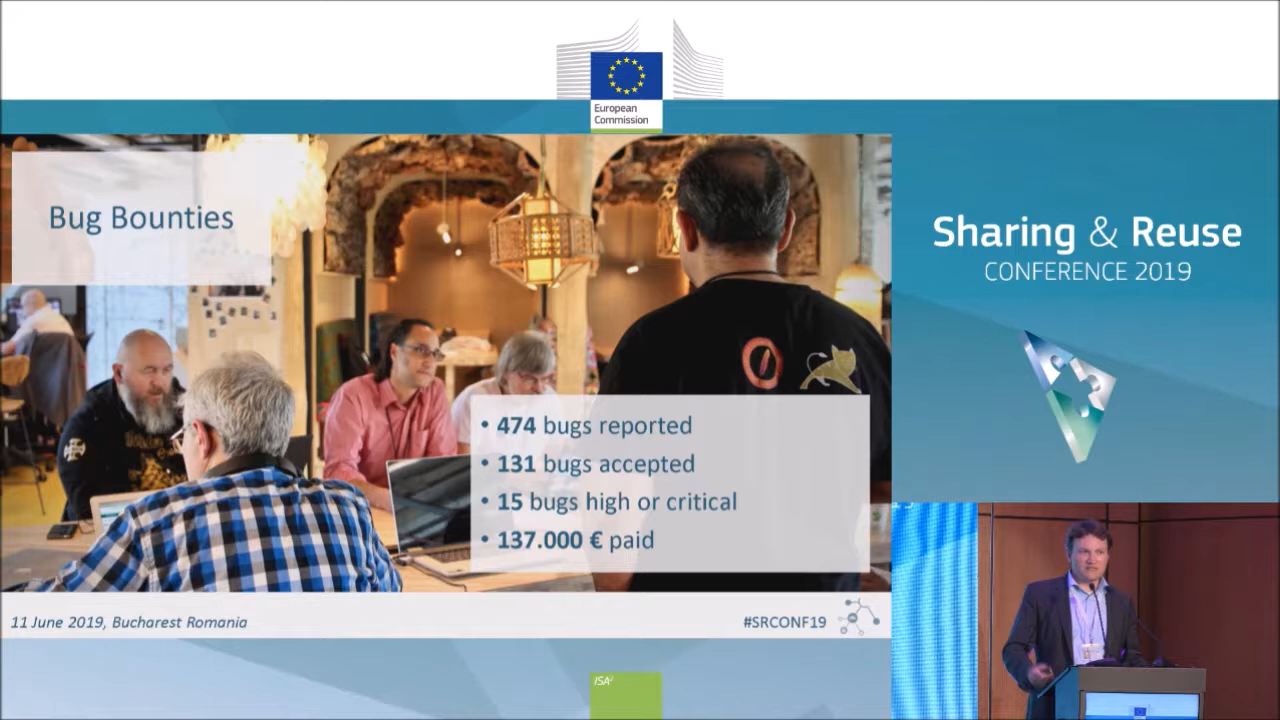 European
Commission
Bug Bounties
Sharing & Reuse
CONFERENCE 2019
• 474 bugs reported
• 131 bugs accepted
• 15 bugs high or critical
• 137.000 € paid
11 June 2019, Bucharest Romania
#SRCONF19
ISA²